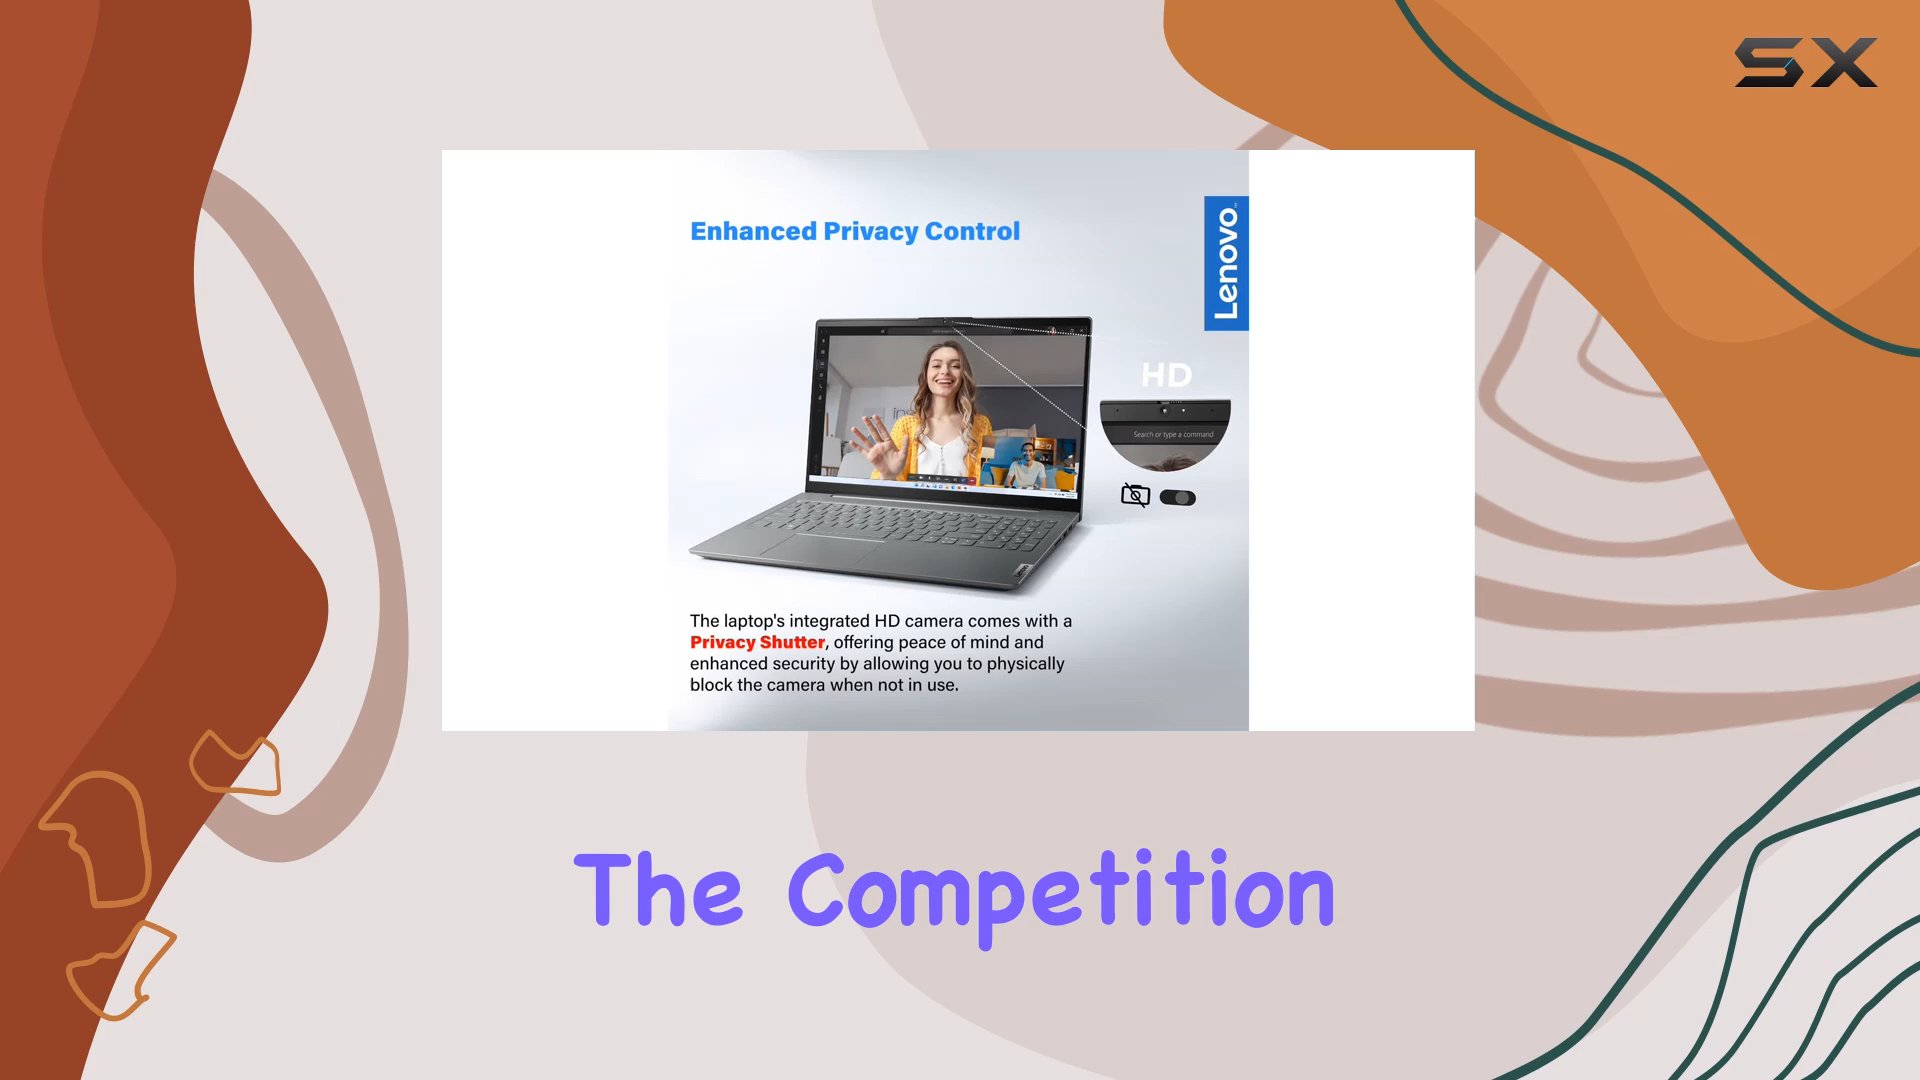 SX
Enhanced Privacy Control
Lenovo
HD
Search or type a command
The laptop's integrated HD camera comes with a
Privacy Shutter, offering peace of mind and
enhanced security by allowing you to physically
block the camera when not in use.
The Competition